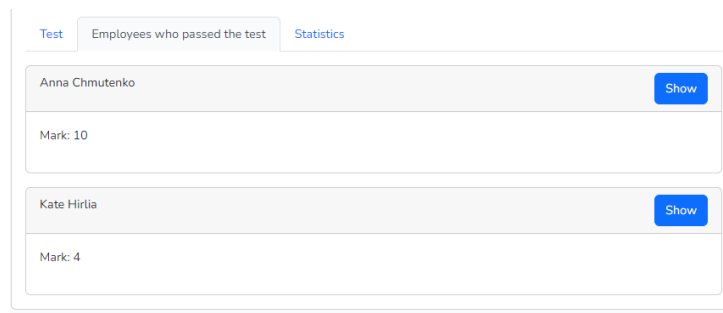 Test Employees who passed the test Statistics
Anna Chmutenko Show
Mark: 10
Kate Hirlia Show
Mark: 4